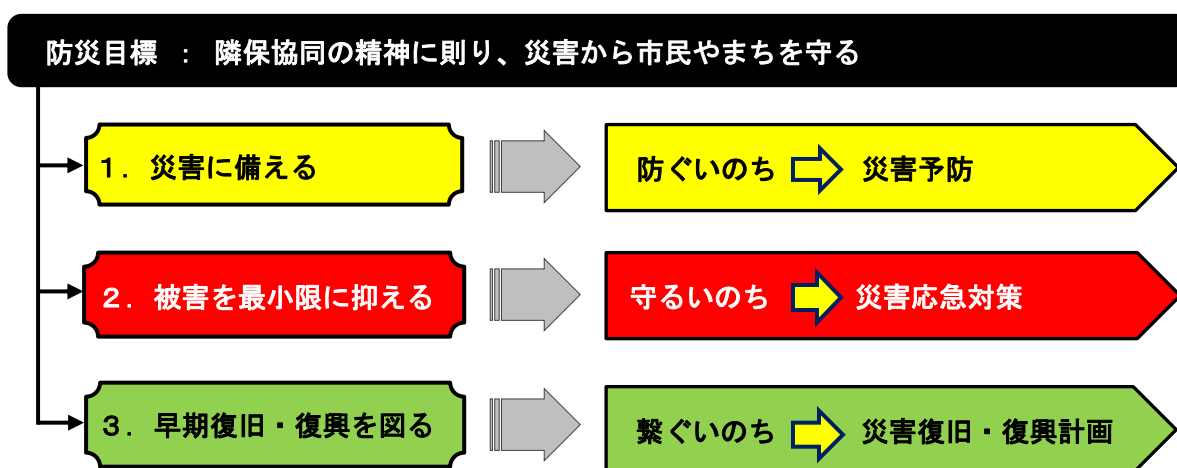 防災目標 : 隣保協同の精神に則り、災害から市民やまちを守る
1．災害に備える
防ぐいのち 災害予防
2．被害を最小限に抑える
守るいのち 災害応急対策
3．早期復旧・復興を図る
繋ぐいのち 災害復旧・復興計画